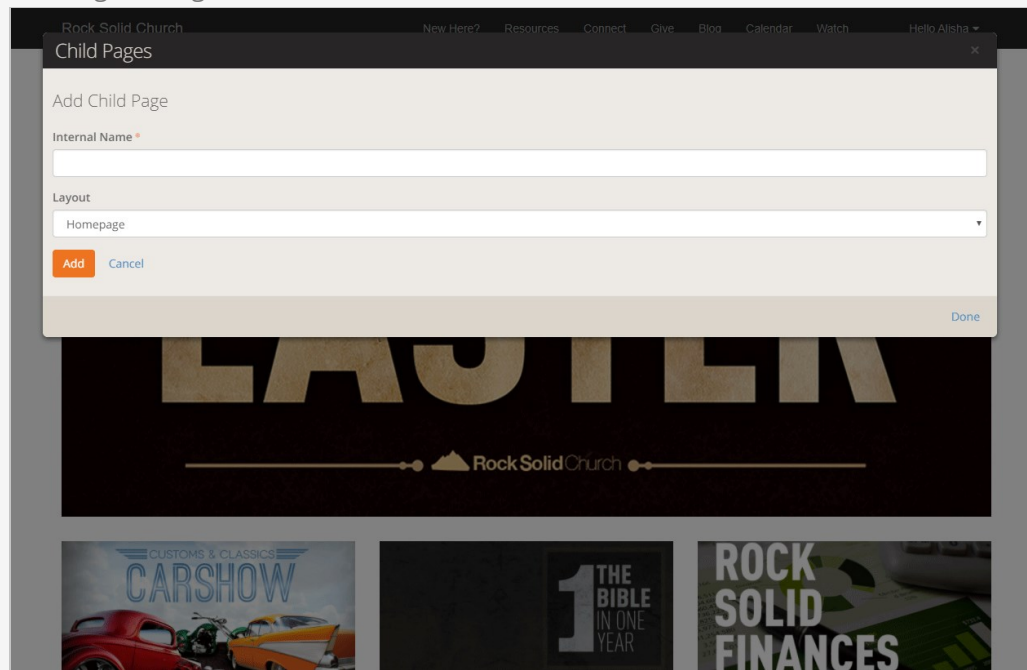 Rock Solid Church New Here? Resources Connect Give Blog Calendar Watch Hello Alisha
Child Pages ×
Add Child Page
Internal Name *
Layout
Homepage
Add Cancel
Done
EASTER
Rock Solid Church
CUSTOMS & CLASSICS
CARSHOW
1 THE
BIBLE
IN ONE
YEAR
ROCK
SOLID
FINANCES